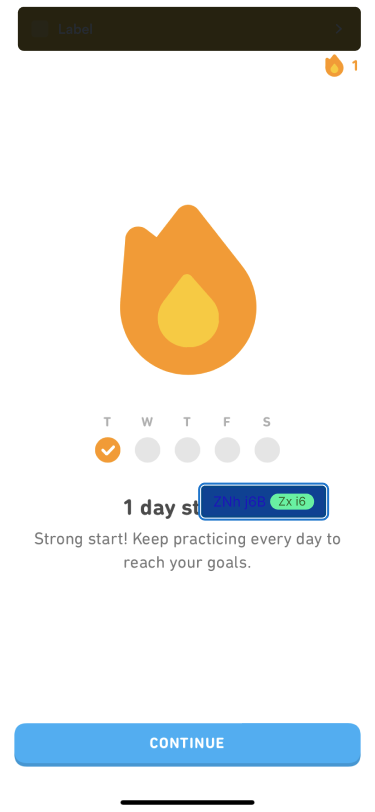 Label
1
T W T F S
1 day st
ZNh j6B Zx i6
Strong start! Keep practicing every day to
reach your goals.
CONTINUE